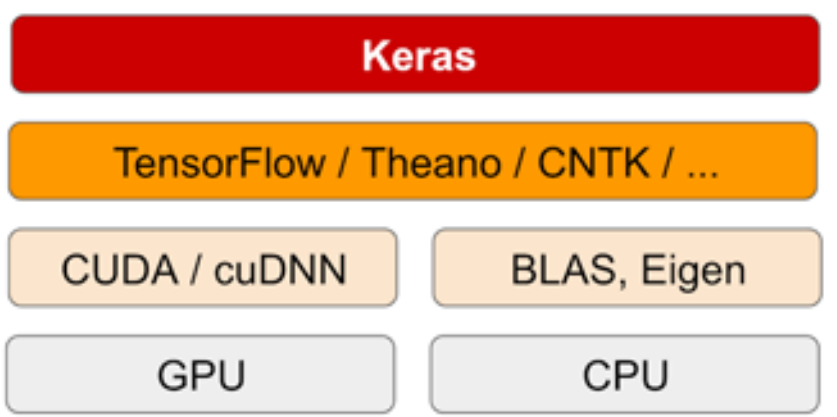 Keras
TensorFlow / Theano / CNTK / ...
CUDA / cuDNN
BLAS, Eigen
GPU
CPU